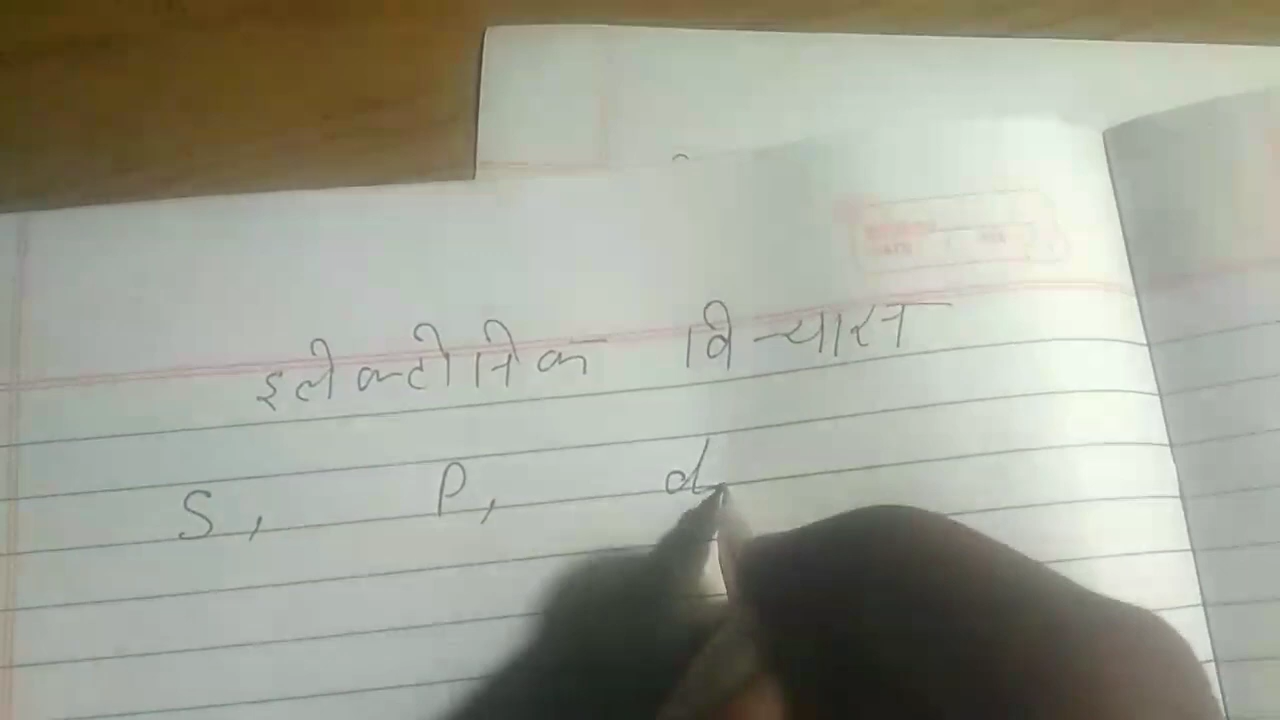 इलेक्टोनिक विन्यास
S, P, d,